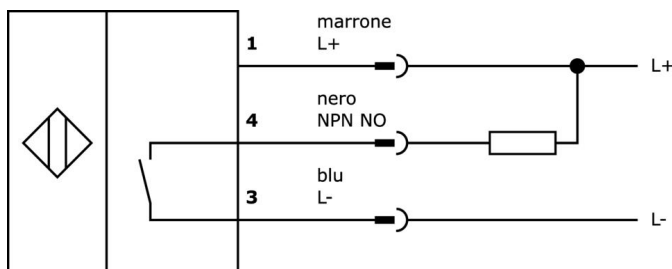 marrone
1 L+
L+
nero
4 NPN NO
blu
3 L-
L-